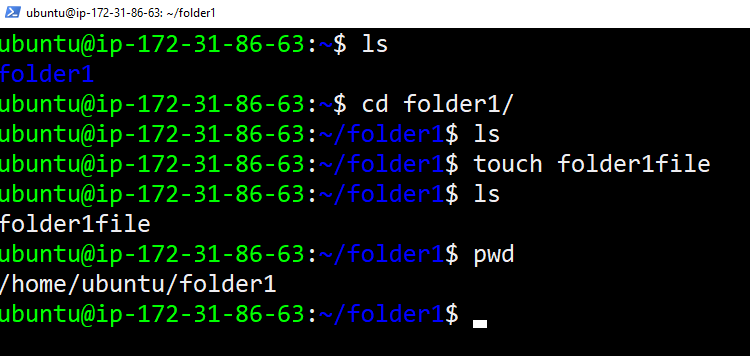 ubuntu@ip-172-31-86-63: ~/folder1
ubuntu@ip-172-31-86-63:~$ ls
folder1
ubuntu@ip-172-31-86-63:~$ cd folder1/
ubuntu@ip-172-31-86-63:~/folder1$ ls
ubuntu@ip-172-31-86-63:~/folder1$ touch folder1file
ubuntu@ip-172-31-86-63:~/folder1$ ls
folder1file
ubuntu@ip-172-31-86-63:~/folder1$ pwd
/home/ubuntu/folder1
ubuntu@ip-172-31-86-63:~/folder1$